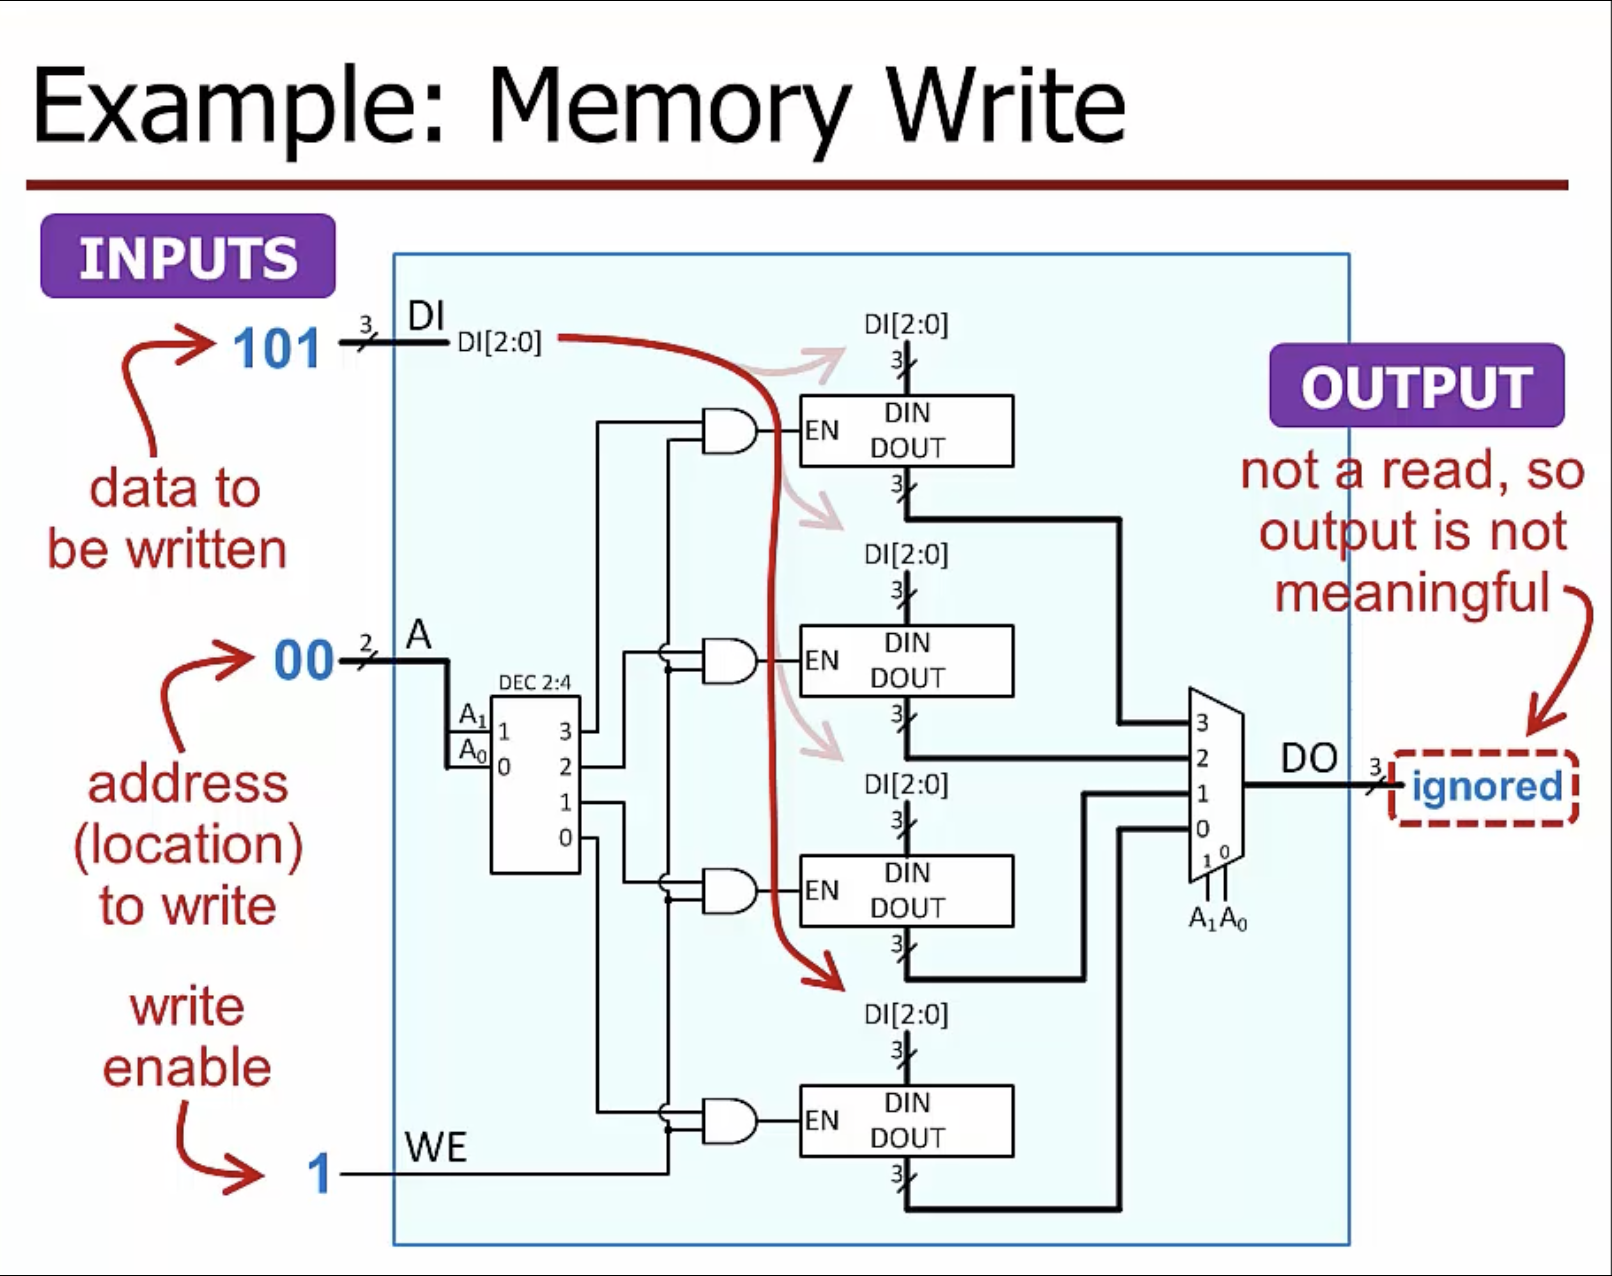 Example: Memory Write
INPUTS
101
3
DI
DI[2:0]
data to
be written
00
2
A
address
(location)
to write
write
enable
1
WE
DEC 2:4
A1
A0
1
0
3
2
1
0
DI[2:0]
3
EN
DIN
DOUT
3
DI[2:0]
3
EN
DIN
DOUT
3
DI[2:0]
3
EN
DIN
DOUT
3
DI[2:0]
3
EN
DIN
DOUT
3
3
2
1
0
1 0
A1 A0
OUTPUT
not a read, so
output is not
meaningful
DO
3
ignored